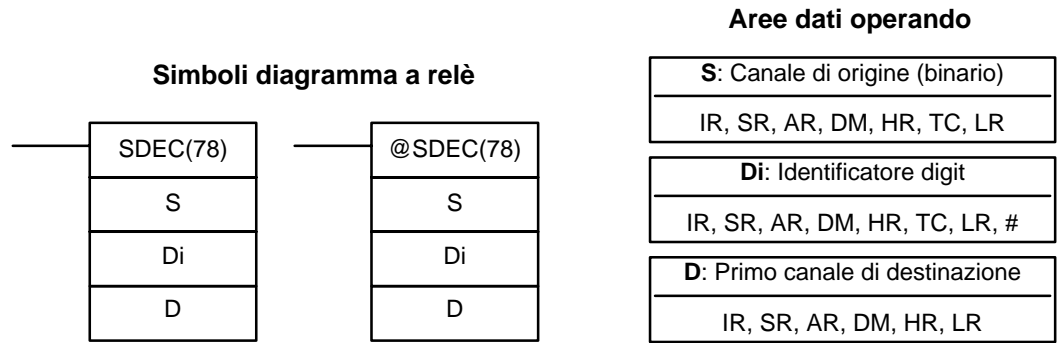 Simboli diagramma a relè
SDEC(78)
S
Di
D
@SDEC(78)
S
Di
D
Aree dati operando
S: Canale di origine (binario)
IR, SR, AR, DM, HR, TC, LR
Di: Identificatore digit
IR, SR, AR, DM, HR, TC, LR, #
D: Primo canale di destinazione
IR, SR, AR, DM, HR, LR